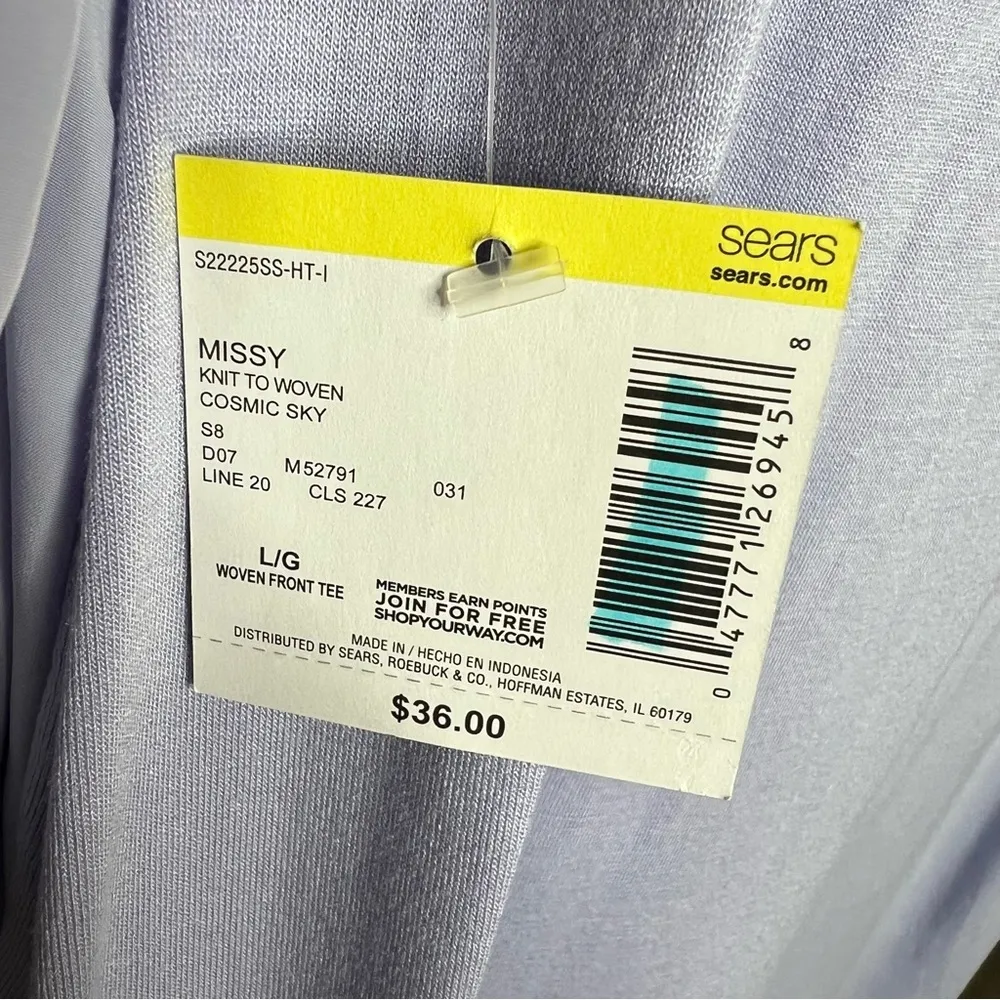 sears
sears.com
S22225SS-HT-I
MISSY
KNIT TO WOVEN
COSMIC SKY
S8
D07 M52791 031
LINE 20 CLS 227
L/G
WOVEN FRONT TEE
MEMBERS EARN POINTS
JOIN FOR FREE
SHOPYOURWAY.COM
0 47771 26945 8
MADE IN / HECHO EN INDONESIA
DISTRIBUTED BY SEARS, ROEBUCK & CO., HOFFMAN ESTATES, IL 60179
$36.00